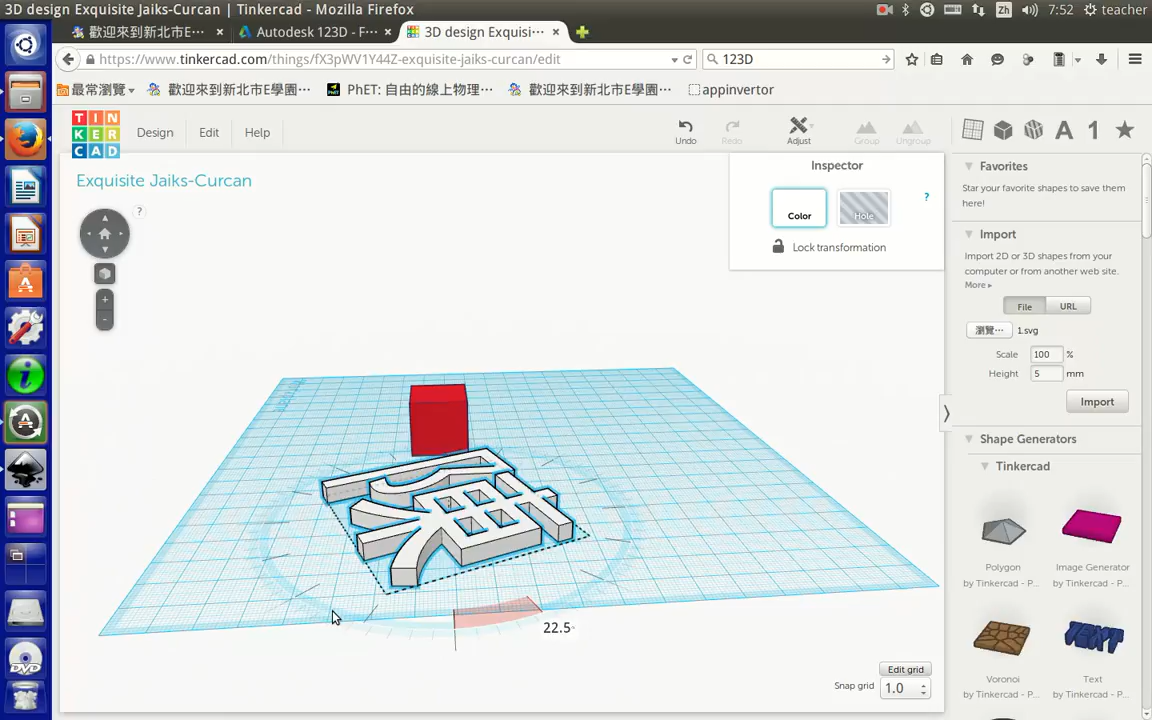 3D design Exquisite Jaiks-Curcan | Tinkercad - Mozilla Firefox
Zh
7:52
teacher
歡迎來到新北市E···
Autodesk 123D - F···
3D design Exquisi···
https://www.tinkercad.com/things/fX3pWV1Y44Z-exquisite-jaiks-curcan/edit
123D
最常瀏覽
歡迎來到新北市E學園···
PhET: 自由的線上物理···
歡迎來到新北市E學園···
appinvertor
TIN
KER
CAD
Design
Edit
Help
Undo
Redo
Adjust
Group
Ungroup
Exquisite Jaiks-Curcan
?
Inspector
Color
Hole
?
Lock transformation
Favorites
Star your favorite shapes to save them
here!
Import
Import 2D or 3D shapes from your
computer or from another web site.
More
File
URL
瀏覽···
1.svg
Scale
100
%
Height
5
mm
Import
Shape Generators
Tinkercad
Polygon
by Tinkercad - P...
Image Generator
by Tinkercad - P...
Voronoi
by Tinkercad - P...
Text
by Tinkercad - P...
22.5
Edit grid
Snap grid
1.0